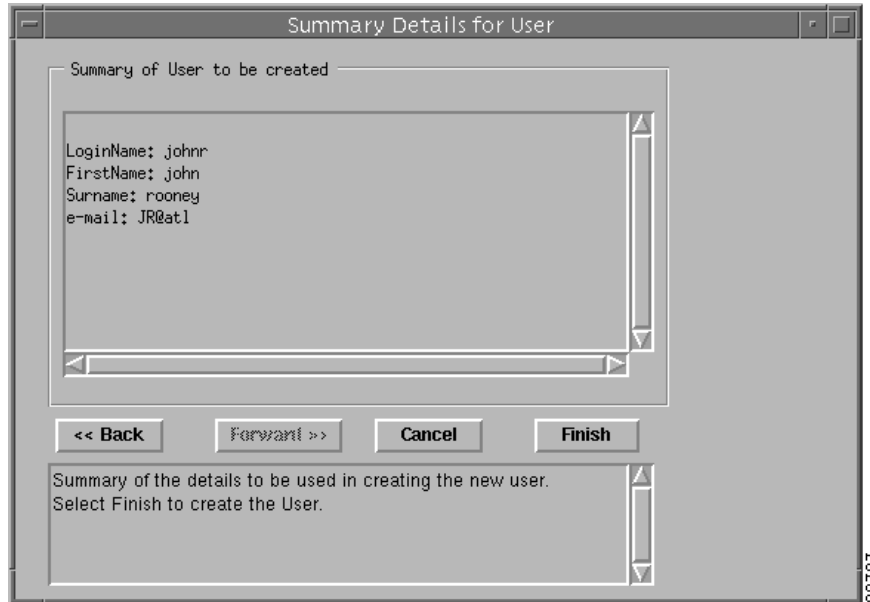 Summary Details for User
Summary of User to be created
LoginName: johnr
FirstName: john
Surname: rooney
e-mail: JR@atl
<< Back
Forward >>
Cancel
Finish
Summary of the details to be used in creating the new user.
Select Finish to create the User.